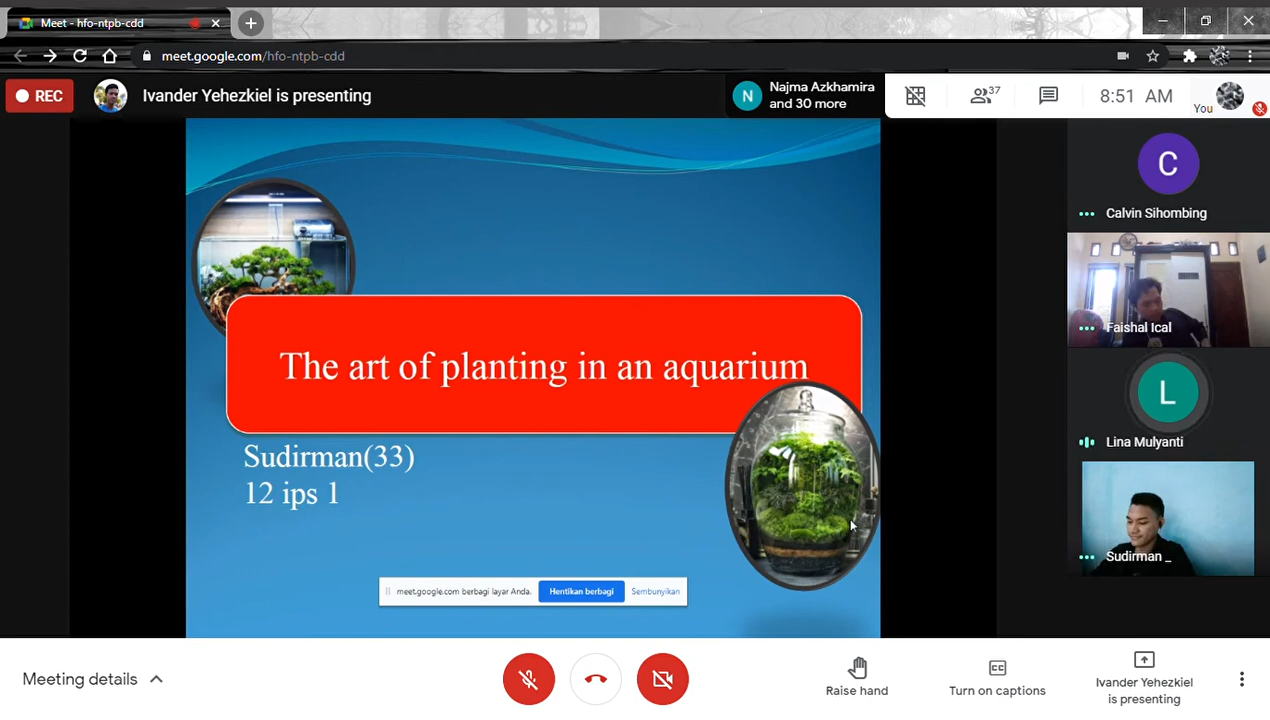 Meet - hfo-ntpb-cdd
meet.google.com/hfo-ntpb-cdd
REC
Ivander Yehezkiel is presenting
N
Najma Azkhamira
and 30 more
37
8:51 AM
You
C
Calvin Sihombing
Faishal Ical
L
Lina Mulyanti
Sudirman _
The art of planting in an aquarium
Sudirman(33)
12 ips 1
meet.google.com berbagi layar Anda.
Hentikan berbagi
Sembunyikan
Meeting details
Raise hand
CC
Turn on captions
Ivander Yehezkiel
is presenting